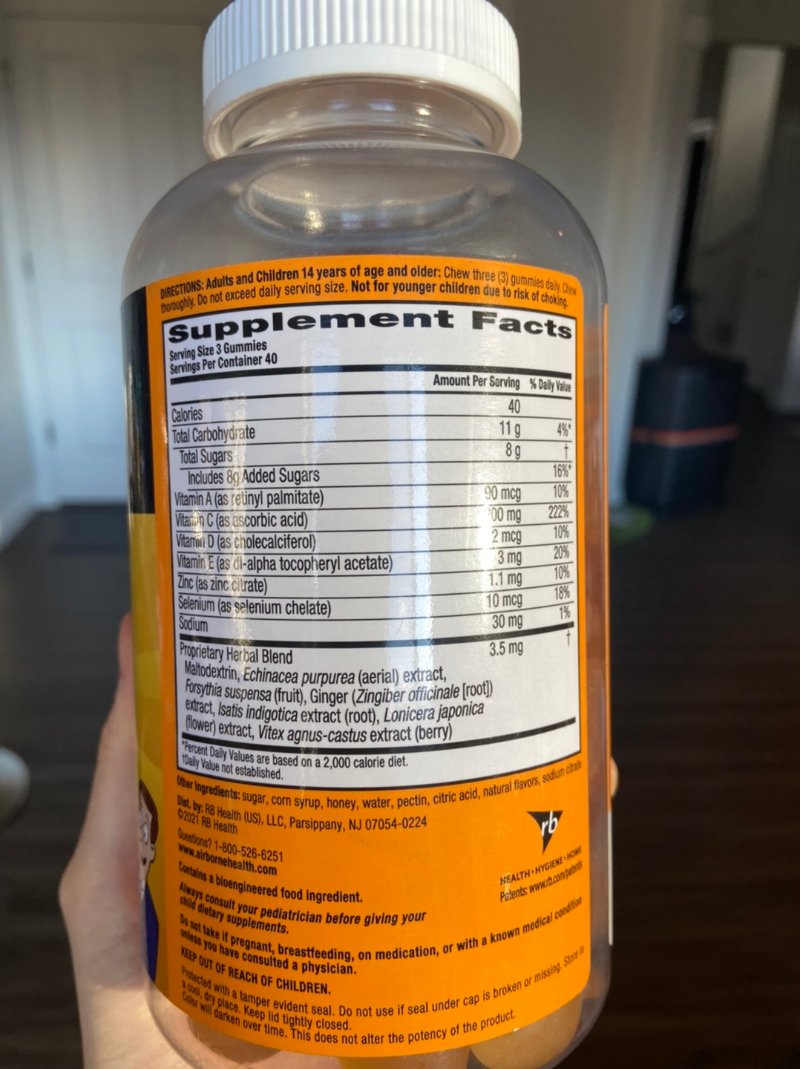 DIRECTIONS: Adults and Children 14 years of age and older: Chew three (3) gummies daily. Chew
thoroughly. Do not exceed daily serving size. Not for younger children due to risk of choking.
Supplement Facts
Serving Size 3 Gummies
Servings Per Container 40
Amount Per Serving % Daily Value
Calories 40
Total Carbohydrate 11 g 4%*
Total Sugars 8 g †
Includes 8g Added Sugars 16%*
Vitamin A (as retinyl palmitate) 90 mcg 10%
Vitamin C (as ascorbic acid) 00 mg 222%
Vitamin D (as cholecalciferol) 2 mcg 10%
Vitamin E (as dl-alpha tocopheryl acetate) 3 mg 20%
Zinc (as zinc citrate) 1.1 mg 10%
Selenium (as selenium chelate) 10 mcg 18%
Sodium 30 mg 1%
Proprietary Herbal Blend 3.5 mg †
Maltodextrin, Echinacea purpurea (aerial) extract,
Forsythia suspensa (fruit), Ginger (Zingiber officinale [root])
extract, Isatis indigotica extract (root), Lonicera japonica
(flower) extract, Vitex agnus-castus extract (berry)
*Percent Daily Values are based on a 2,000 calorie diet.
†Daily Value not established.
Other Ingredients: sugar, corn syrup, honey, water, pectin, citric acid, natural flavors, sodium citrate
Dist. by: RB Health (US), LLC, Parsippany, NJ 07054-0224
©2021 RB Health
rb
HEALTH • HYGIENE • HOME
Patents: www.rb.com/patents
Questions? 1-800-526-6251
www.airbornehealth.com
Contains a bioengineered food ingredient.
Always consult your pediatrician before giving your
child dietary supplements.
Do not take if pregnant, breastfeeding, on medication, or with a known medical condition
unless you have consulted a physician.
KEEP OUT OF REACH OF CHILDREN.
Protected with a tamper evident seal. Do not use if seal under cap is broken or missing. Store in
a cool, dry place. Keep lid tightly closed.
Color will darken over time. This does not alter the potency of the product.